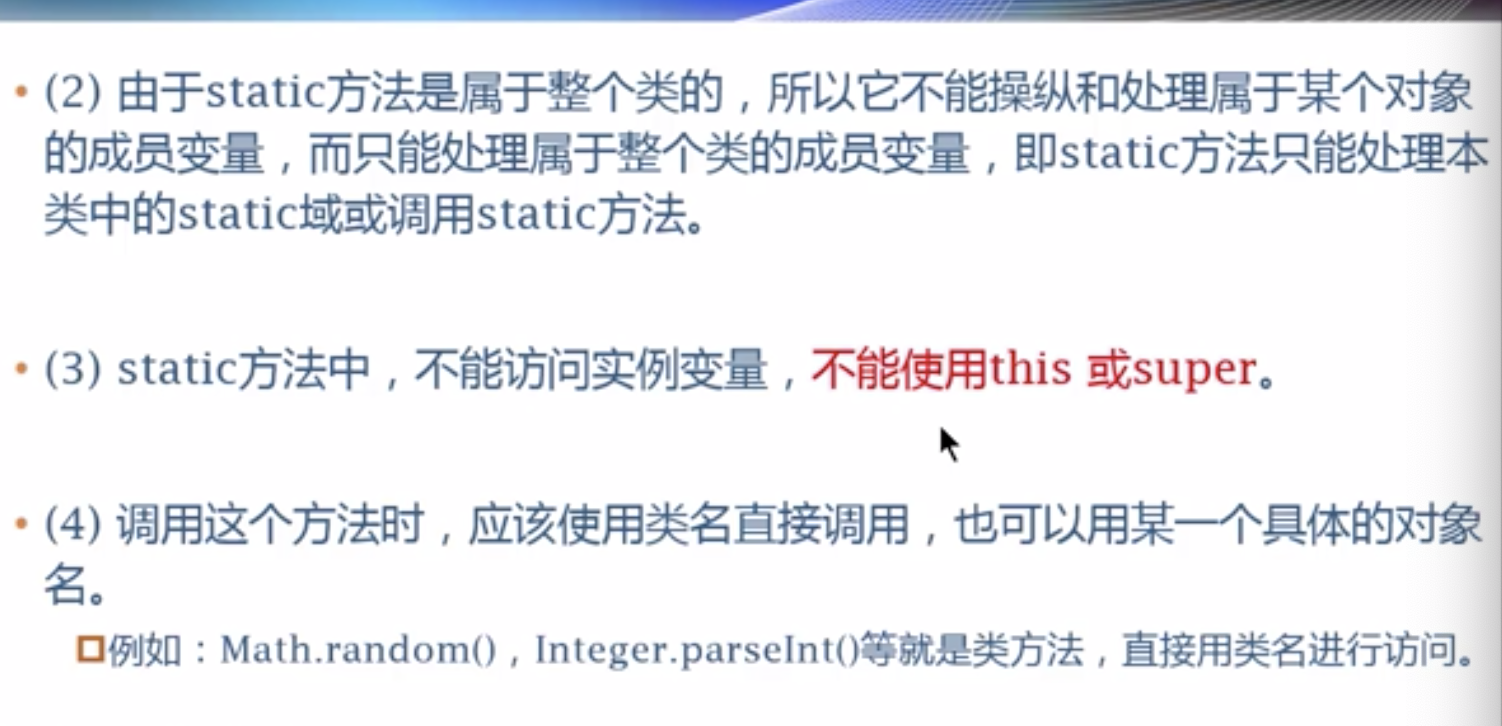 • (2) 由于static方法是属于整个类的，所以它不能操纵和处理属于某个对象
的成员变量，而只能处理属于整个类的成员变量，即static方法只能处理本
类中的static域或调用static方法。
• (3) static方法中，不能访问实例变量，不能使用this 或super。
• (4) 调用这个方法时，应该使用类名直接调用，也可以用某一个具体的对象
名。
例如：Math.random()，Integer.parseInt()等就是类方法，直接用类名进行访问。